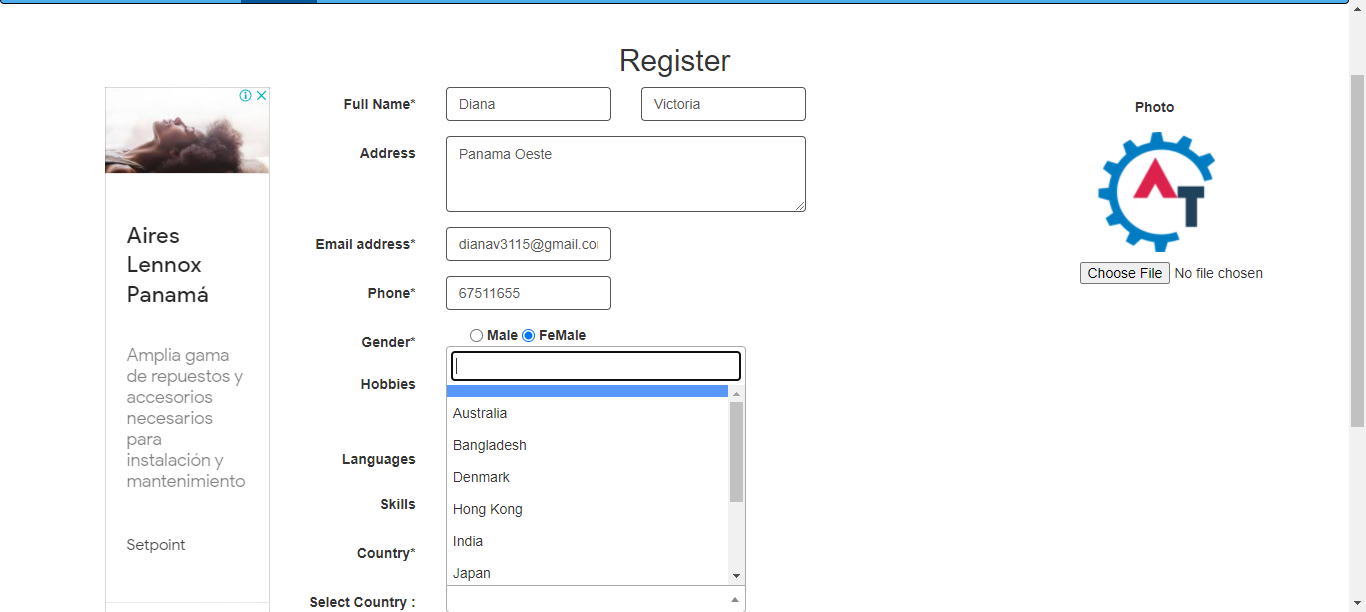 Register
Aires
Lennox
Panamá
Amplia gama
de repuestos y
accesorios
necesarios
para
instalación y
mantenimiento
Setpoint
Full Name* Diana Victoria
Address Panama Oeste
Email address* dianav3115@gmail.co
Phone* 67511655
Gender* Male FeMale
Hobbies
Languages
Skills
Country*
Select Country :
Australia
Bangladesh
Denmark
Hong Kong
India
Japan
Photo
AT
Choose File No file chosen